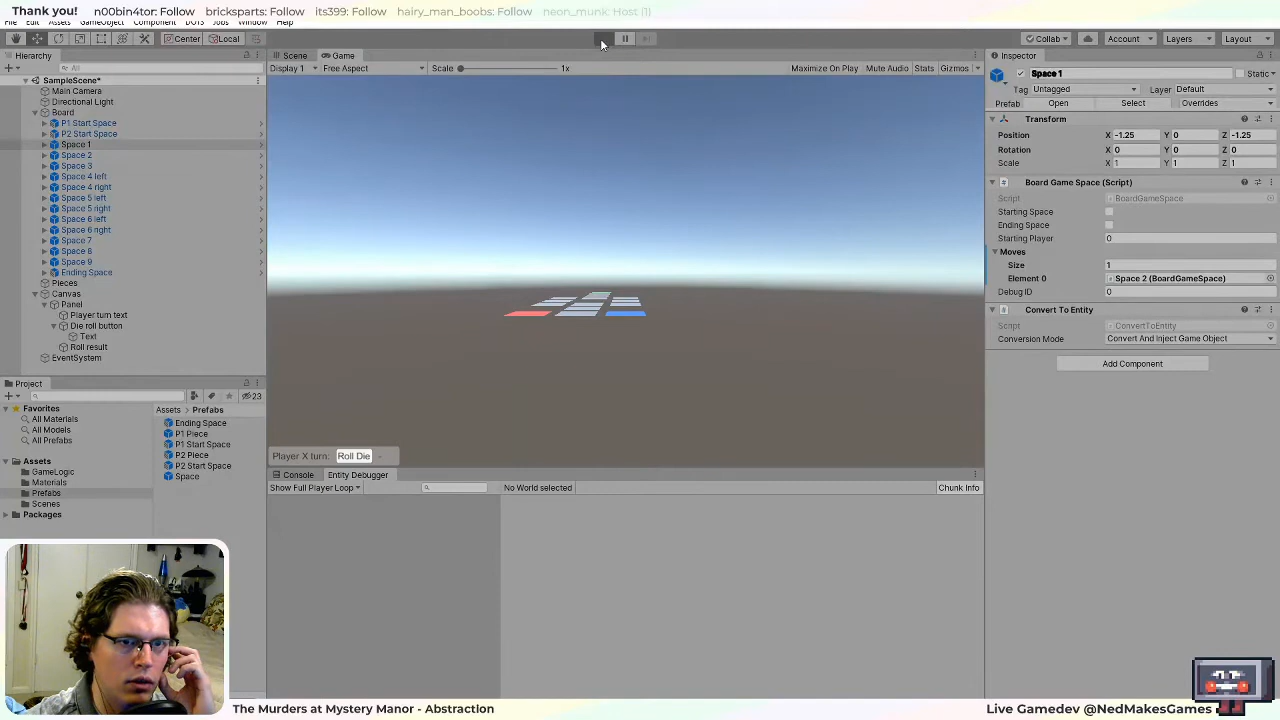 Thank you! n00bin4tor: Follow bricksparts: Follow its399: Follow hairy_man_boobs: Follow neon_munk: Host (1)
File Edit Assets GameObject Component DOTS Jobs Window Help
Center Local Collab Account Layers Layout
Hierarchy Scene Game Inspector
All Display 1 Free Aspect Scale 1x Maximize On Play Mute Audio Stats Gizmos
Space 1 Static
Tag Untagged Layer Default
Prefab Open Select Overrides
SampleScene*
Main Camera
Directional Light
Board
P1 Start Space
P2 Start Space
Space 1
Space 2
Space 3
Space 4 left
Space 4 right
Space 5 left
Space 5 right
Space 6 left
Space 6 right
Space 7
Space 8
Space 9
Ending Space
Pieces
Canvas
Panel
Player turn text
Die roll button
Text
Roll result
EventSystem
Transform
Position X -1.25 Y 0 Z -1.25
Rotation X 0 Y 0 Z 0
Scale X 1 Y 1 Z 1
Board Game Space (Script)
Script BoardGameSpace
Starting Space
Ending Space
Starting Player 0
Moves
Size 1
Element 0 Space 2 (BoardGameSpace)
Debug ID 0
Convert To Entity
Script ConvertToEntity
Conversion Mode Convert And Inject Game Object
Add Component
Player X turn: Roll Die -
Project
23
Favorites
All Materials
All Models
All Prefabs
Assets
GameLogic
Materials
Prefabs
Scenes
Packages
Assets Prefabs
Ending Space
P1 Piece
P1 Start Space
P2 Piece
P2 Start Space
Space
Console Entity Debugger
Show Full Player Loop No World selected Chunk Info
The Murders at Mystery Manor - Abstraction Live Gamedev @NedMakesGames